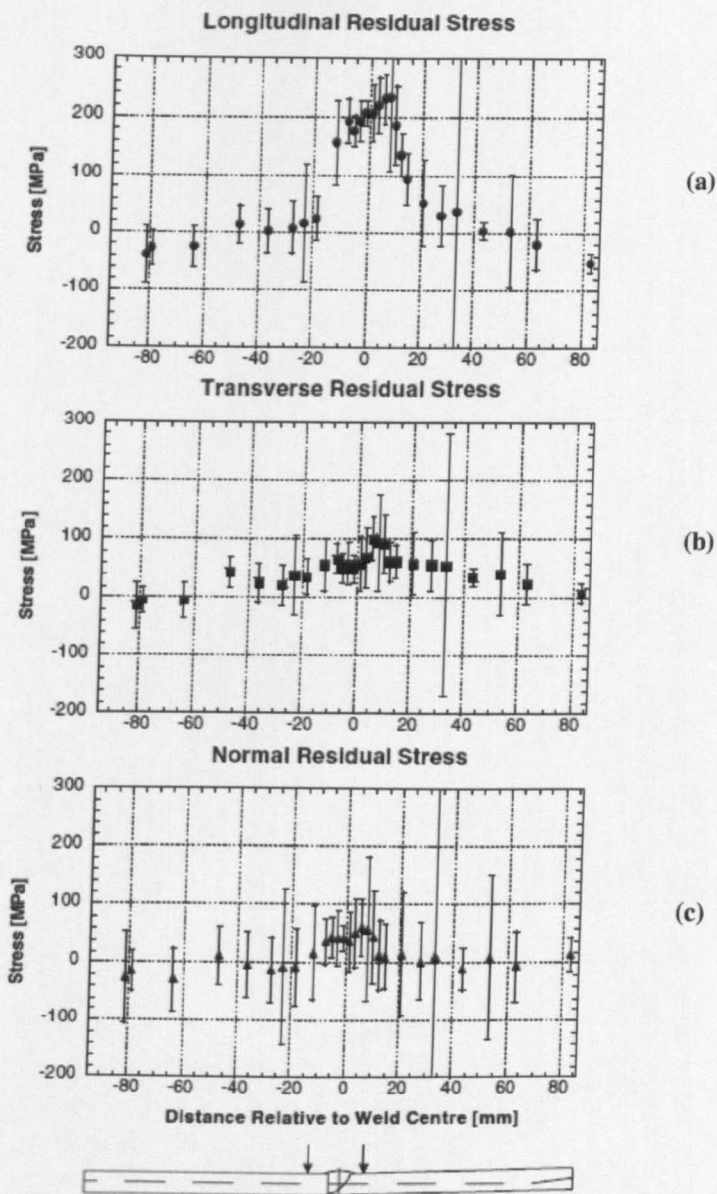 Longitudinal Residual Stress
300
200
100
0
-100
-200
Stress [MPa]
-80 -60 -40 -20 0 20 40 60 80
(a)
Transverse Residual Stress
300
200
100
0
-100
-200
Stress [MPa]
-80 -60 -40 -20 0 20 40 60 80
(b)
Normal Residual Stress
300
200
100
0
-100
-200
Stress [MPa]
-80 -60 -40 -20 0 20 40 60 80
(c)
Distance Relative to Weld Centre [mm]